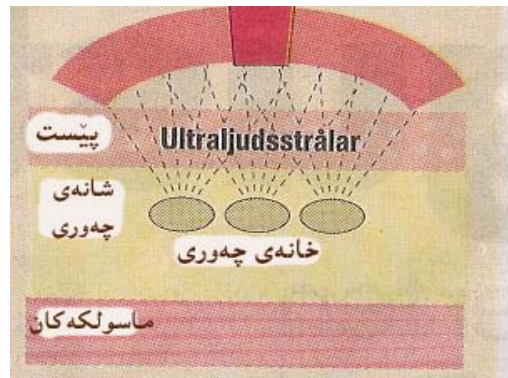 پێست
Ultraljudsstrålar
شانەی
چەوری
خانەی چەوری
ماسولکەکان